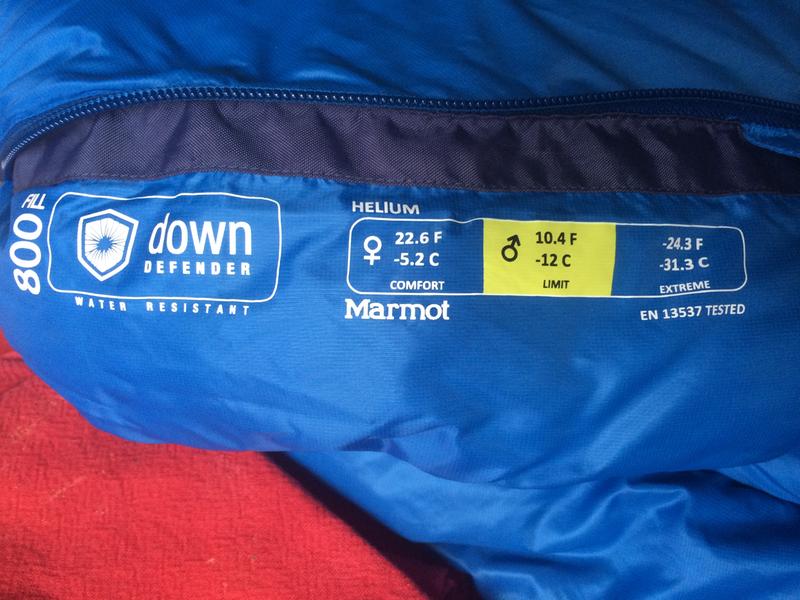 800 FILL
down
DEFENDER
WATER RESISTANT
HELIUM
♀ 22.6 F
-5.2 C
COMFORT
♂ 10.4 F
-12 C
LIMIT
-24.3 F
-31.3 C
EXTREME
Marmot
EN 13537 TESTED